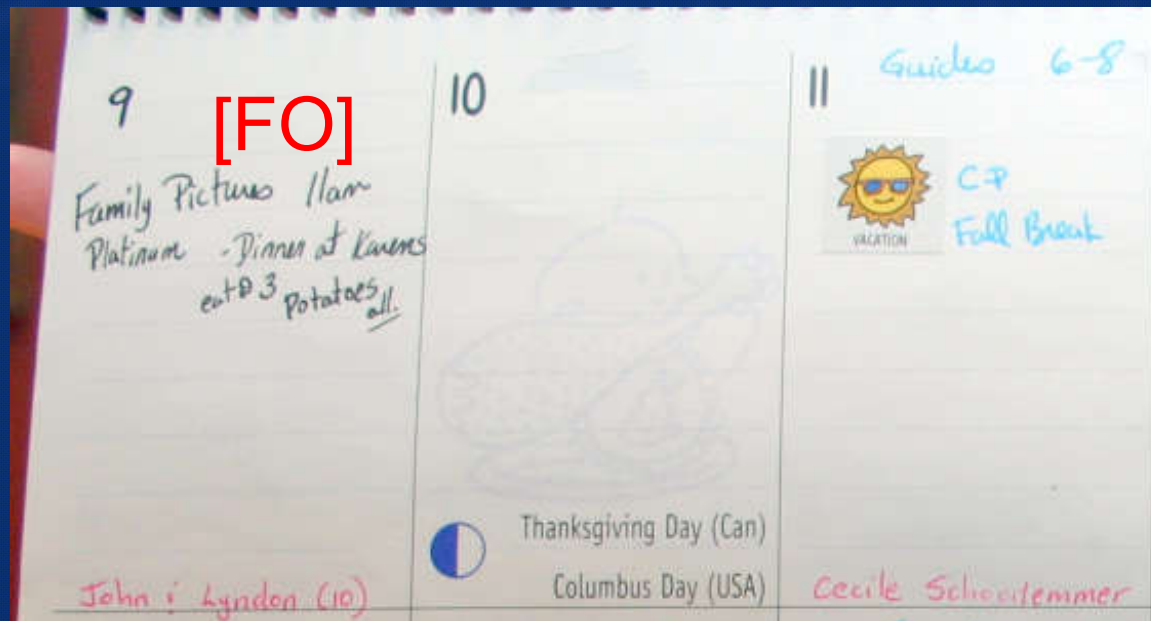 9
[FO]
Family Pictures 11am
Platinum - Dinner at Karens
eat @ 3 Potatoes
all.
John & Lyndon (10)
10
Thanksgiving Day (Can)
Columbus Day (USA)
11
Guides 6-8
VACATION
CP
Fall Break
Cecile